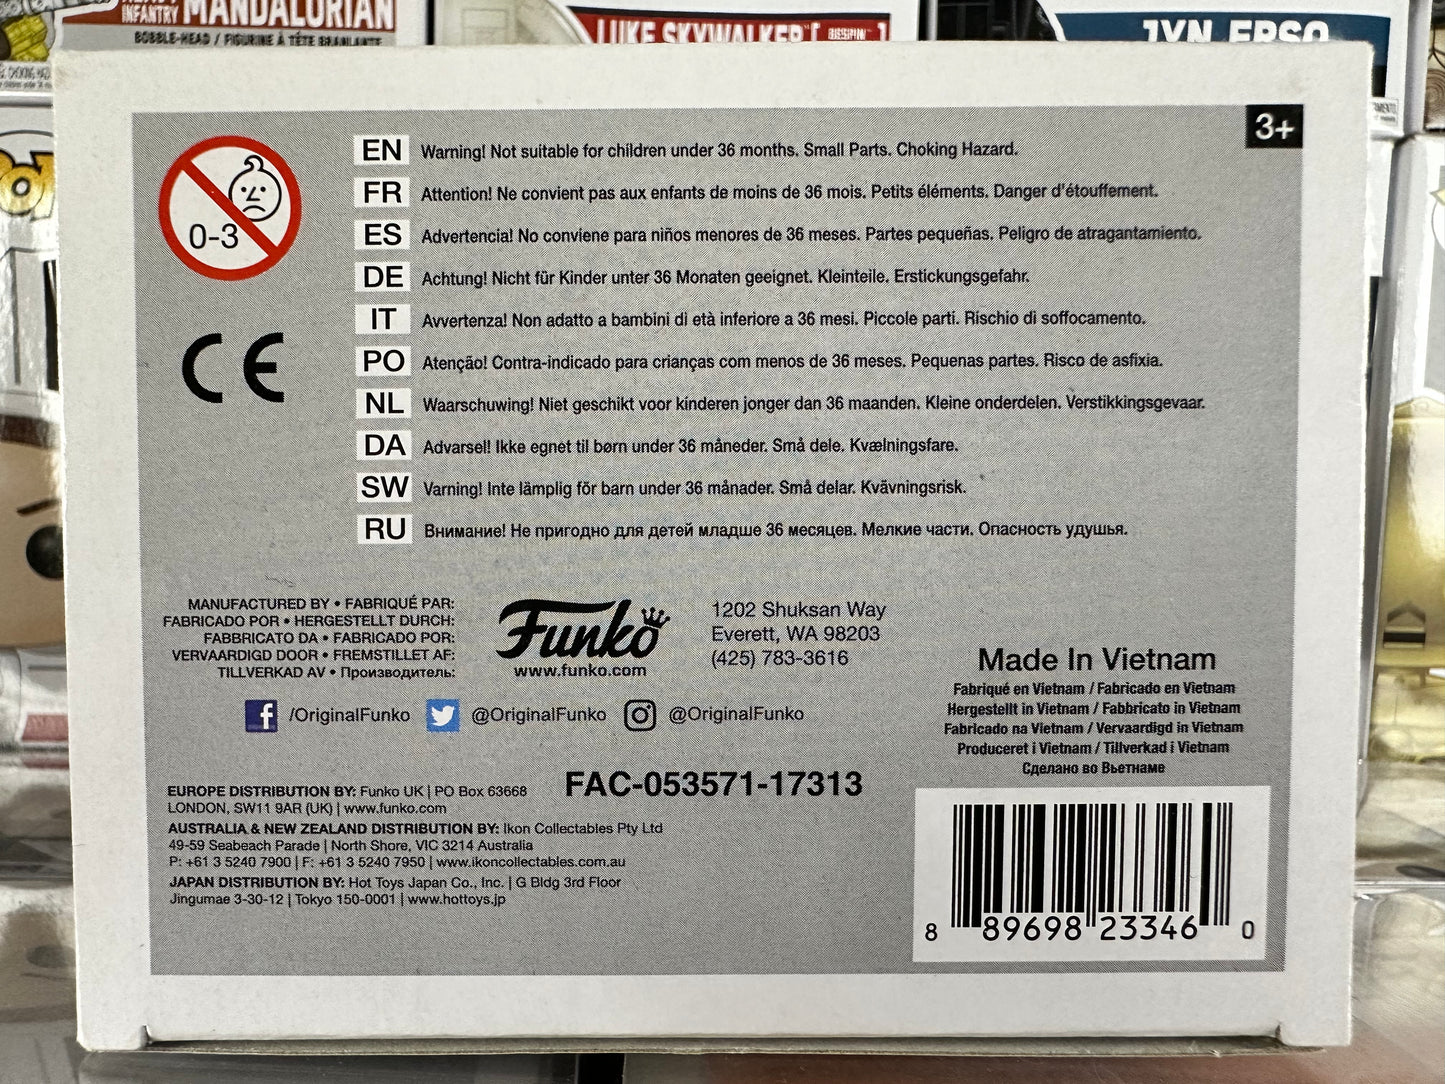 INFANTRY MANDALORIAN
BOBBLE-HEAD / FIGURINE À TÊTE BRANLANTE
LUKE SKYWALKER [BESPIN]
JYN ERSO
3+
0-3
CE
EN Warning! Not suitable for children under 36 months. Small Parts. Choking Hazard.
FR Attention! Ne convient pas aux enfants de moins de 36 mois. Petits éléments. Danger d'étouffement.
ES Advertencia! No conviene para niños menores de 36 meses. Partes pequeñas. Peligro de atragantamiento.
DE Achtung! Nicht für Kinder unter 36 Monaten geeignet. Kleinteile. Erstickungsgefahr.
IT Avvertenza! Non adatto a bambini di età inferiore a 36 mesi. Piccole parti. Rischio di soffocamento.
PO Atenção! Contra-indicado para crianças com menos de 36 meses. Pequenas partes. Risco de asfixia.
NL Waarschuwing! Niet geschikt voor kinderen jonger dan 36 maanden. Kleine onderdelen. Verstikkingsgevaar.
DA Advarsel! Ikke egnet til børn under 36 måneder. Små dele. Kvælningsfare.
SW Varning! Inte lämplig för barn under 36 månader. Små delar. Kvävningsrisk.
RU Внимание! Не пригодно для детей младше 36 месяцев. Мелкие части. Опасность удушья.
MANUFACTURED BY • FABRIQUÉ PAR:
FABRICADO POR • HERGESTELLT DURCH:
FABBRICATO DA • FABRICADO POR:
VERVAARDIGD DOOR • FREMSTILLET AF:
TILLVERKAD AV • Производитель:
Funko
www.funko.com
1202 Shuksan Way
Everett, WA 98203
(425) 783-3616
/OriginalFunko @OriginalFunko @OriginalFunko
Made In Vietnam
Fabriqué en Vietnam / Fabricado en Vietnam
Hergestellt in Vietnam / Fabbricato in Vietnam
Fabricado na Vietnam / Vervaardigd in Vietnam
Produceret i Vietnam / Tillverkad i Vietnam
Сделано во Вьетнаме
FAC-053571-17313
EUROPE DISTRIBUTION BY: Funko UK | PO Box 63668
LONDON, SW11 9AR (UK) | www.funko.com
AUSTRALIA & NEW ZEALAND DISTRIBUTION BY: Ikon Collectables Pty Ltd
49-59 Seabeach Parade | North Shore, VIC 3214 Australia
P: +61 3 5240 7900 | F: +61 3 5240 7950 | www.ikoncollectables.com.au
JAPAN DISTRIBUTION BY: Hot Toys Japan Co., Inc. | G Bldg 3rd Floor
Jingumae 3-30-12 | Tokyo 150-0001 | www.hottoys.jp
8 89698 23346 0